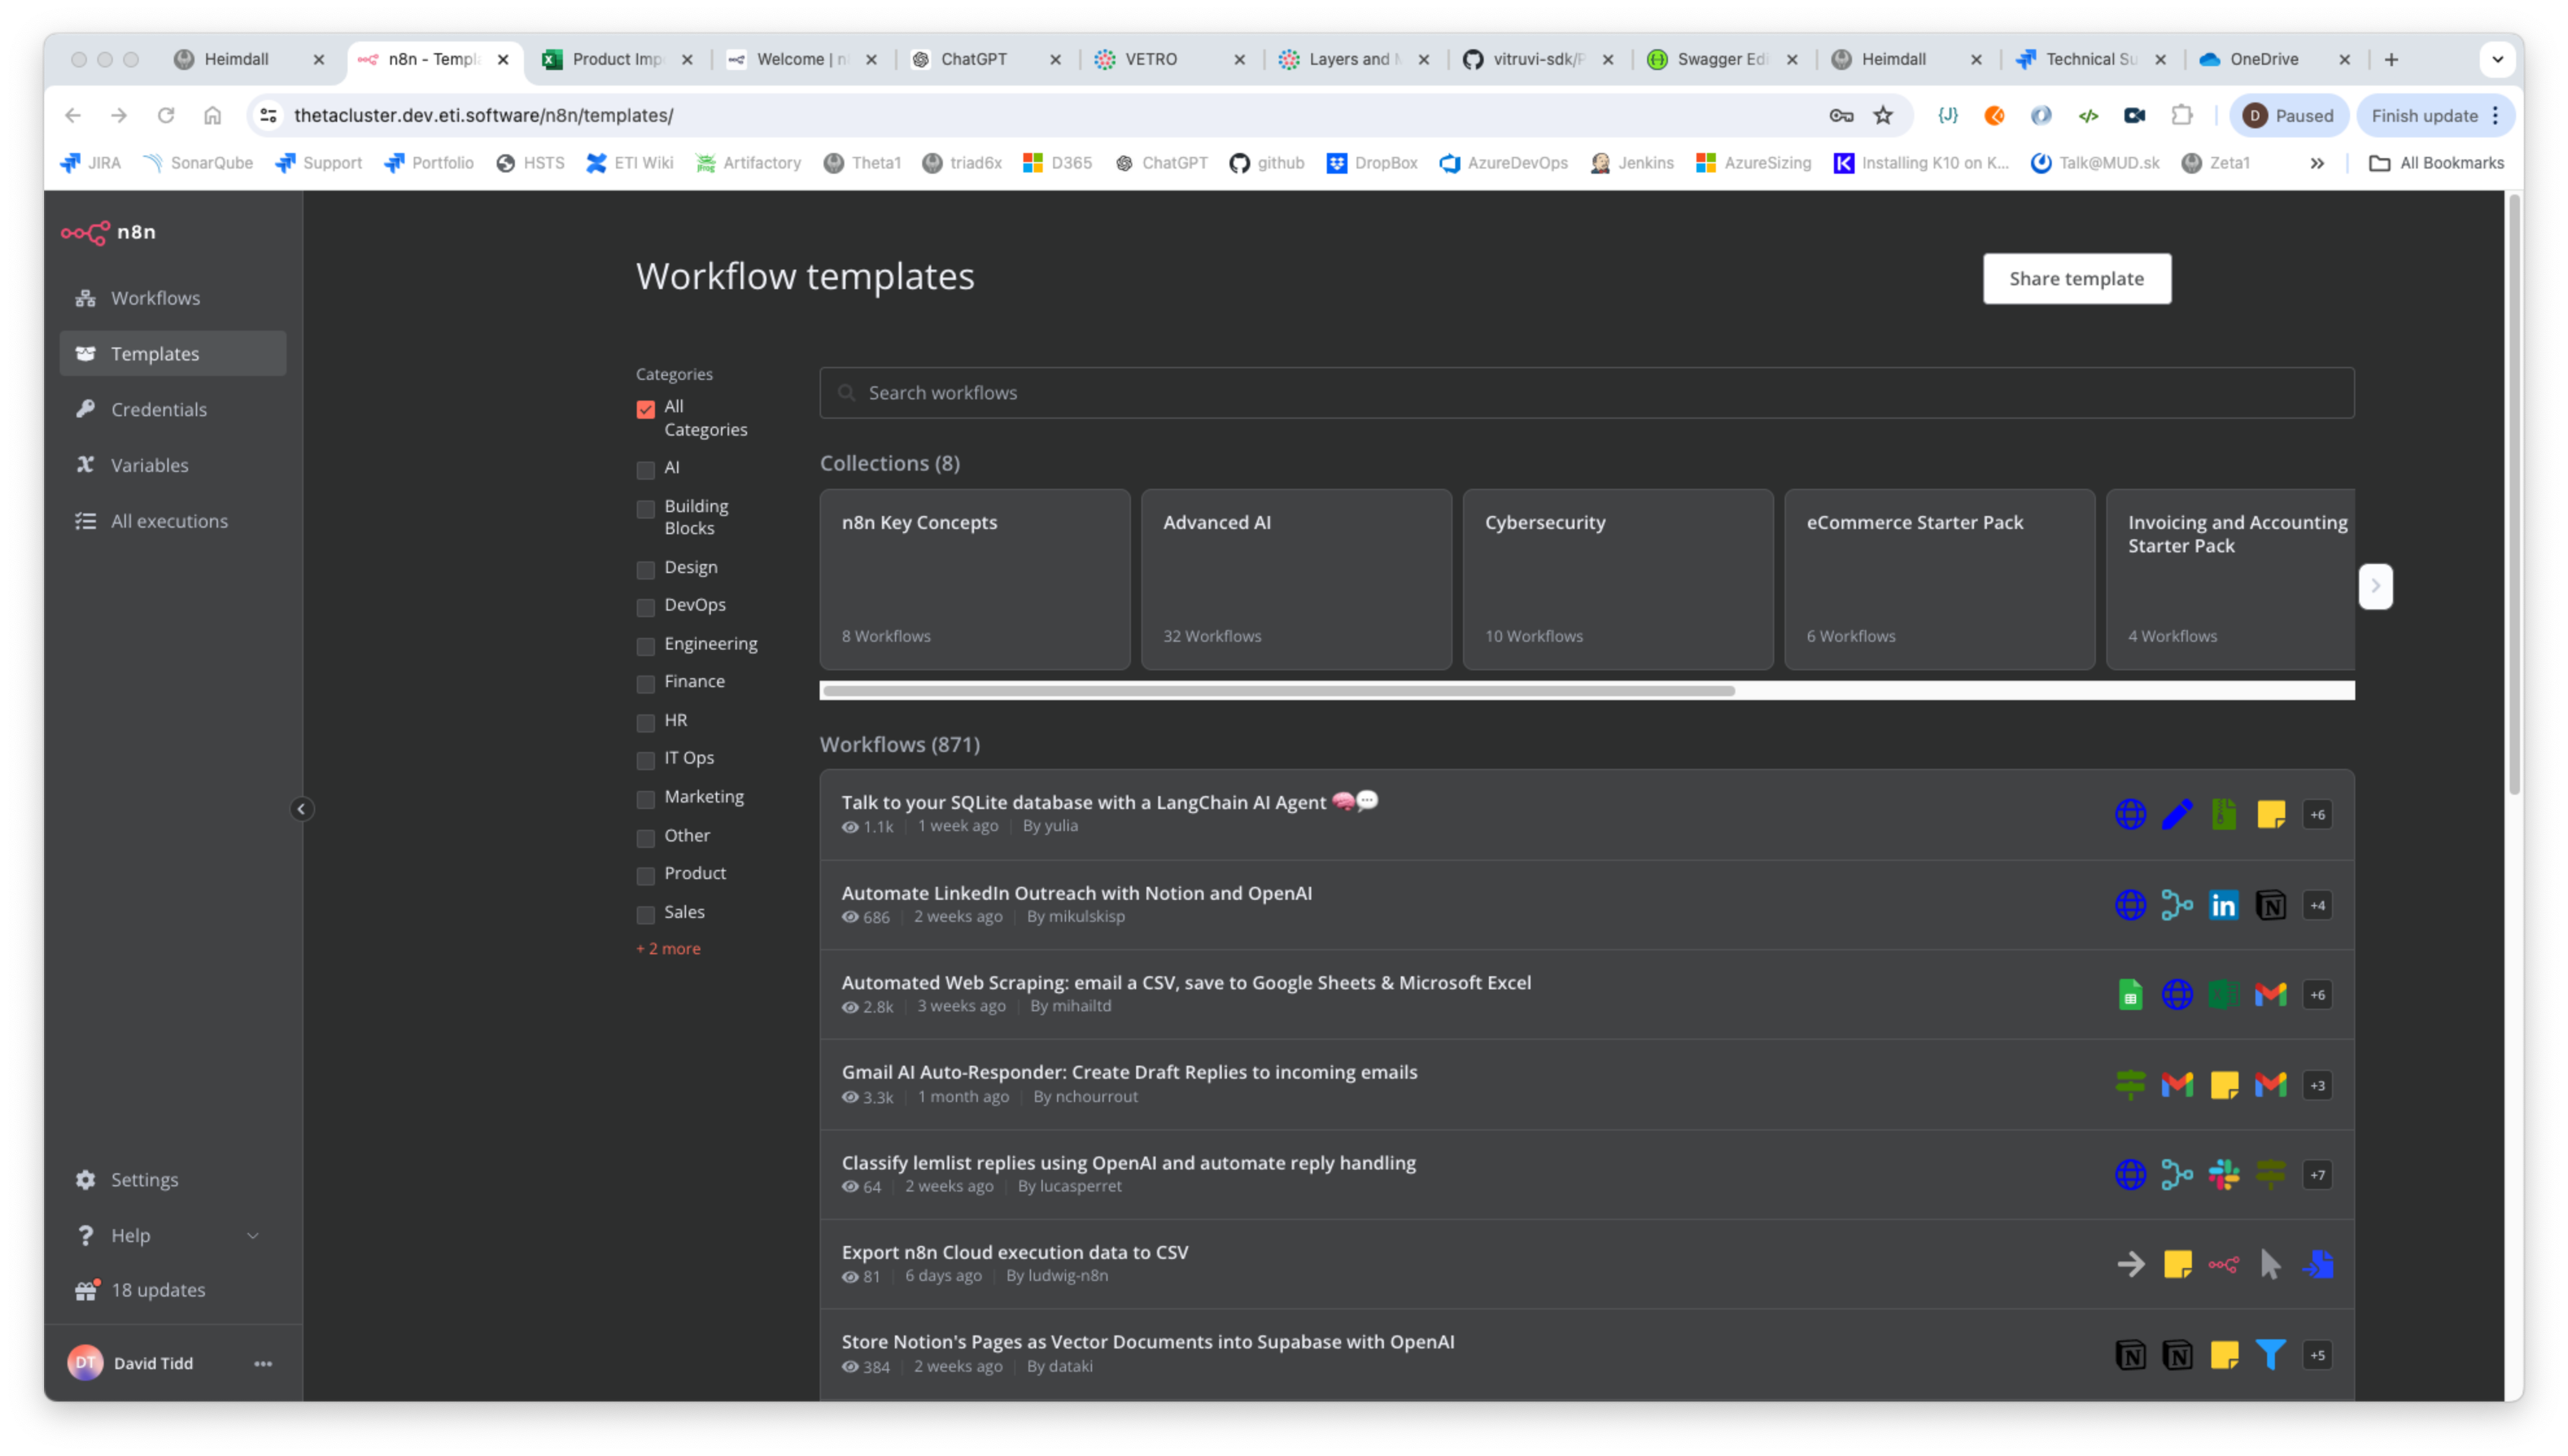 Heimdall
n8n - Templ
Product Imp
Welcome | n
ChatGPT
VETRO
Layers and
vitruvi-sdk/
Swagger Edi
Heimdall
Technical Su
OneDrive
thetacluster.dev.eti.software/n8n/templates/
{J}
D
Paused
Finish update
JIRA
SonarQube
Support
Portfolio
HSTS
ETI Wiki
Artifactory
Theta1
triad6x
D365
ChatGPT
github
DropBox
AzureDevOps
Jenkins
AzureSizing
Installing K10 on K...
Talk@MUD.sk
Zeta1
All Bookmarks
n8n
Workflows
Templates
Credentials
Variables
All executions
Settings
Help
18 updates
DT
David Tidd
Workflow templates
Share template
Categories
All
Categories
AI
Building
Blocks
Design
DevOps
Engineering
Finance
HR
IT Ops
Marketing
Other
Product
Sales
+ 2 more
Search workflows
Collections (8)
n8n Key Concepts
8 Workflows
Advanced AI
32 Workflows
Cybersecurity
10 Workflows
eCommerce Starter Pack
6 Workflows
Invoicing and Accounting
Starter Pack
4 Workflows
Workflows (871)
Talk to your SQLite database with a LangChain AI Agent 🧠💬
1.1k | 1 week ago | By yulia
+6
Automate LinkedIn Outreach with Notion and OpenAI
686 | 2 weeks ago | By mikulskisp
+4
Automated Web Scraping: email a CSV, save to Google Sheets & Microsoft Excel
2.8k | 3 weeks ago | By mihailtd
+6
Gmail AI Auto-Responder: Create Draft Replies to incoming emails
3.3k | 1 month ago | By nchourrout
+3
Classify lemlist replies using OpenAI and automate reply handling
64 | 2 weeks ago | By lucasperret
+7
Export n8n Cloud execution data to CSV
81 | 6 days ago | By ludwig-n8n
Store Notion's Pages as Vector Documents into Supabase with OpenAI
384 | 2 weeks ago | By dataki
+5